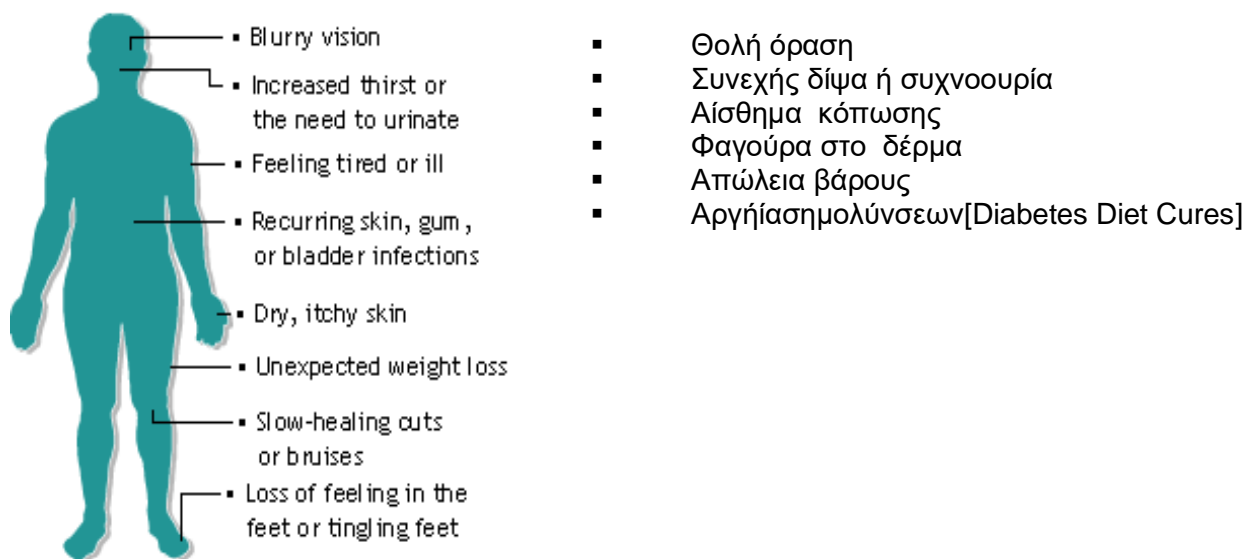 ▪ Blurry vision
▪ Increased thirst or
the need to urinate
▪ Feeling tired or ill
▪ Recurring skin, gum,
or bladder infections
▪ Dry, itchy skin
▪ Unexpected weight loss
▪ Slow-healing cuts
or bruises
▪ Loss of feeling in the
feet or tingling feet
▪ Θολή όραση
▪ Συνεχής δίψα ή συχνοουρία
▪ Αίσθημα κόπωσης
▪ Φαγούρα στο δέρμα
▪ Απώλεια βάρους
▪ Αργήίασημολύνσεων[Diabetes Diet Cures]